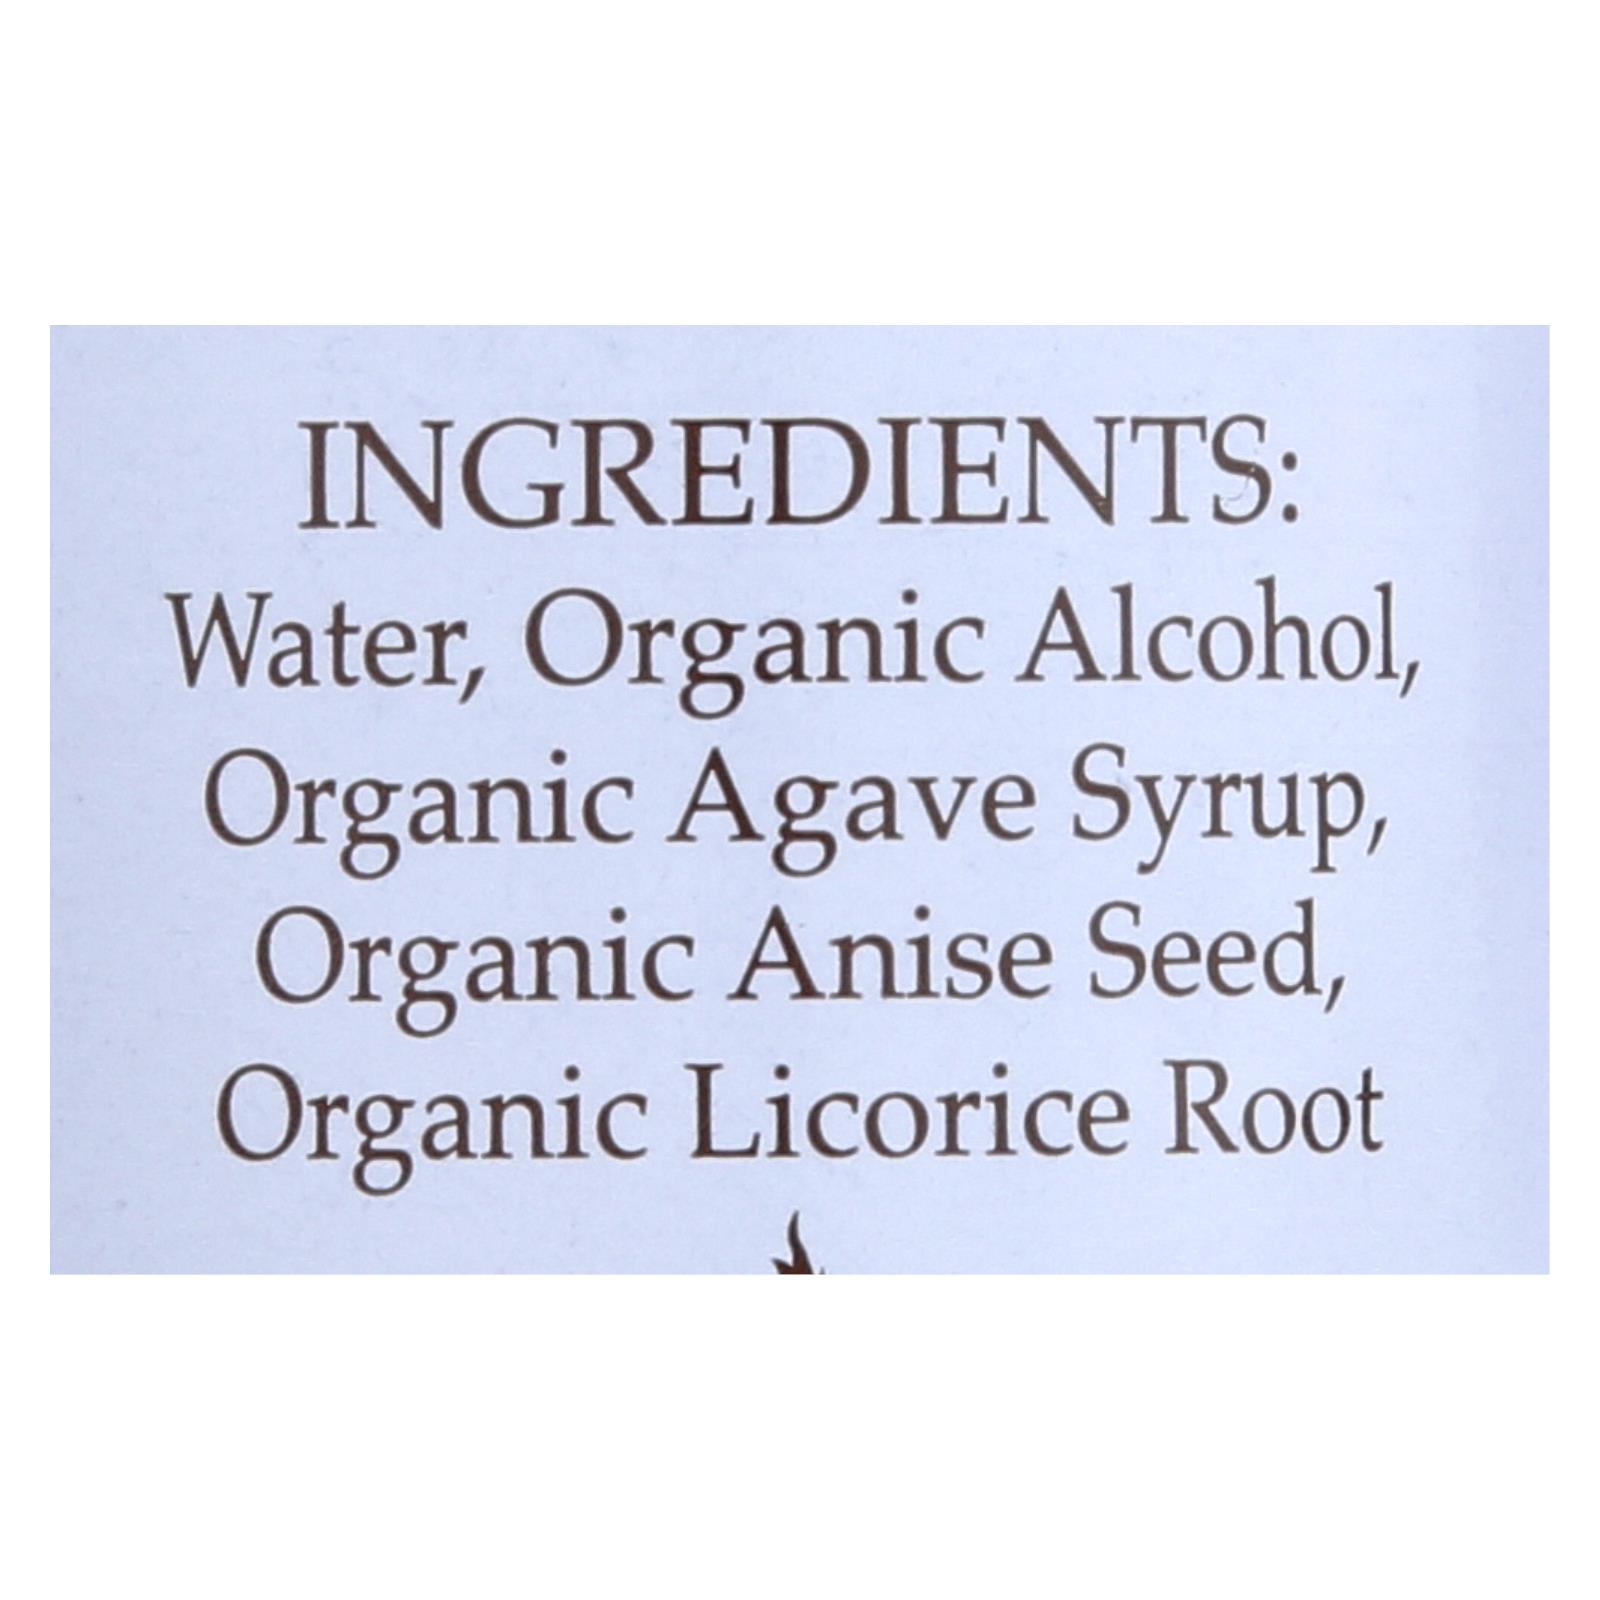 INGREDIENTS:
Water, Organic Alcohol,
Organic Agave Syrup,
Organic Anise Seed,
Organic Licorice Root